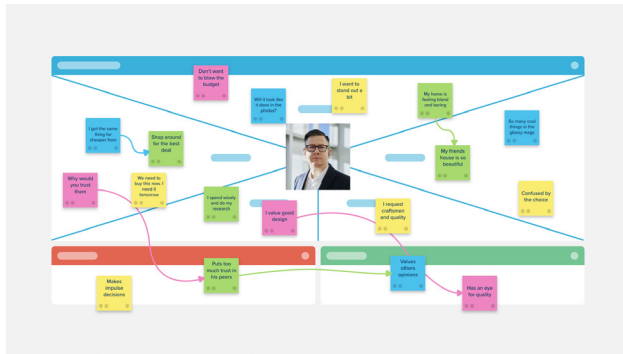 Don't want
to blow the
budget
Will it look like
it does in the
photos?
I want to
stand out a
bit
My home is
feeling bland
and boring
So many cool
things in the
glossy mags
I got the same
thing for
cheaper from
Shop around
for the best
deal
My friends
house is so
beautiful
Why would
you trust
them
We need to
buy this now. I
need it
tomorrow
I spend wisely
and do my
research
I value good
design
I request
craftsmen
and quality
Confused by
the choice
Puts too
much trust in
his peers
Values
others
opinions
Makes
impulse
decisions
Has an eye
for quality